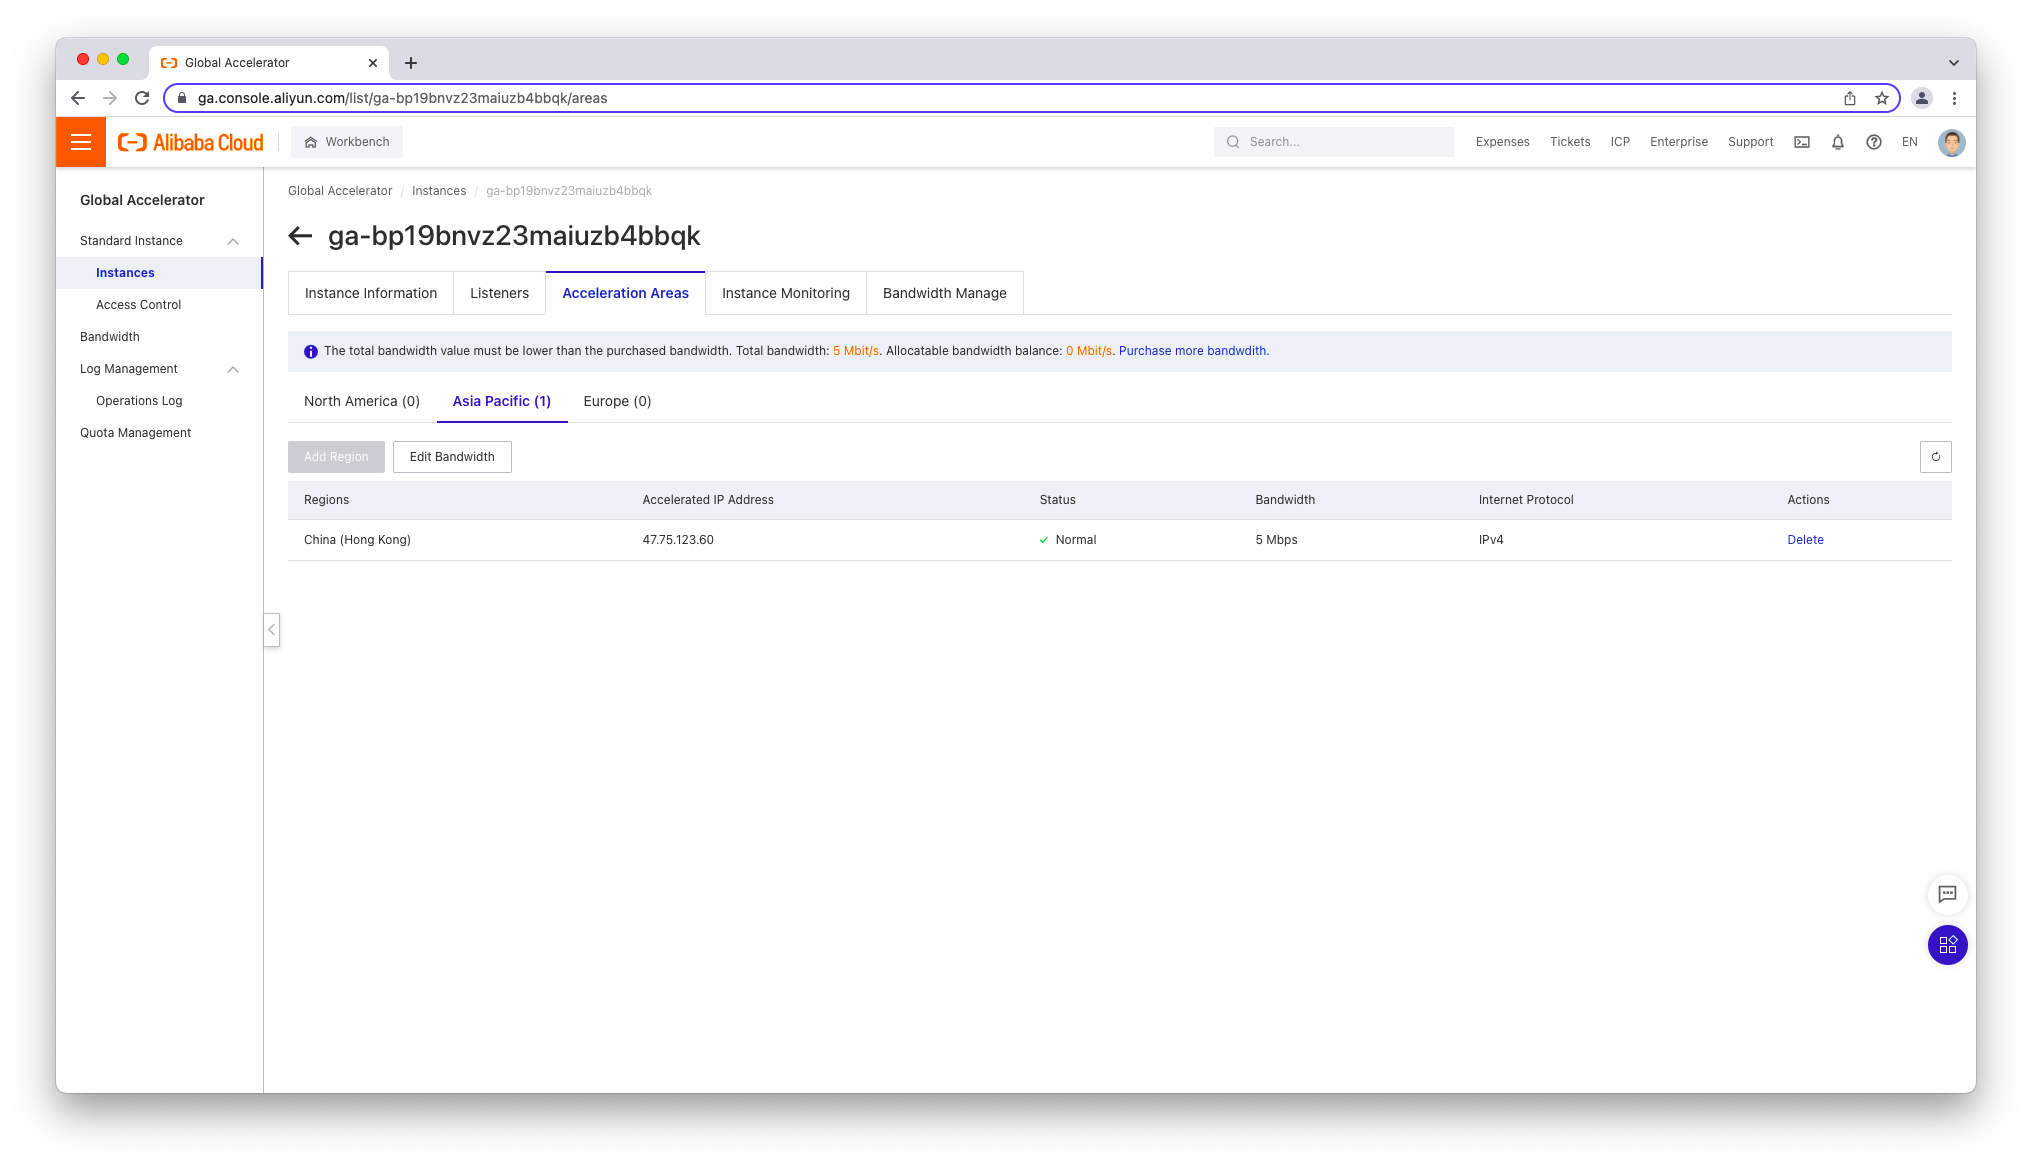 Global Accelerator
ga.console.aliyun.com/list/ga-bp19bnvz23maiuzb4bbqk/areas
Alibaba Cloud
Workbench
Search...
Expenses
Tickets
ICP
Enterprise
Support
EN
Global Accelerator
Standard Instance
Instances
Access Control
Bandwidth
Log Management
Operations Log
Quota Management
Global Accelerator / Instances / ga-bp19bnvz23maiuzb4bbqk
ga-bp19bnvz23maiuzb4bbqk
Instance Information
Listeners
Acceleration Areas
Instance Monitoring
Bandwidth Manage
The total bandwidth value must be lower than the purchased bandwidth. Total bandwidth: 5 Mbit/s. Allocatable bandwidth balance: 0 Mbit/s. Purchase more bandwdith.
North America (0)
Asia Pacific (1)
Europe (0)
Add Region
Edit Bandwidth
Regions Accelerated IP Address Status Bandwidth Internet Protocol Actions
China (Hong Kong) 47.75.123.60 Normal 5 Mbps IPv4 Delete